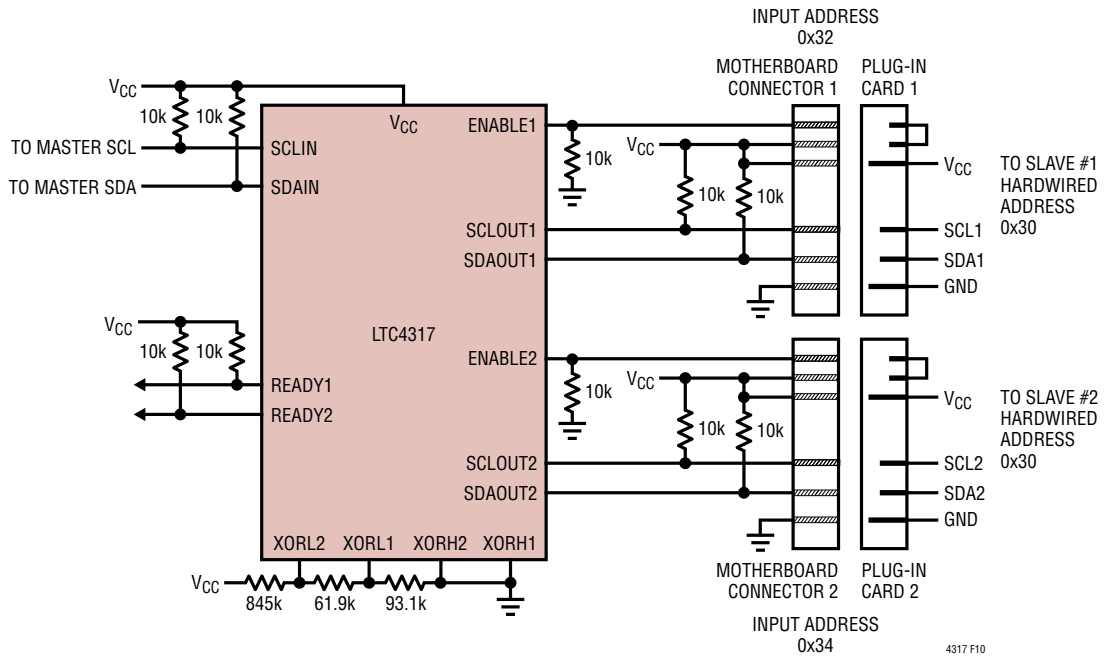 INPUT ADDRESS
0x32
MOTHERBOARD
CONNECTOR 1
PLUG-IN
CARD 1
VCC
10k
10k
VCC
ENABLE1
TO MASTER SCL
SCLIN
10k
VCC
VCC
TO SLAVE #1
HARDWIRED
ADDRESS
0x30
TO MASTER SDA
SDAIN
10k
10k
SCLOUT1
SCL1
SDAOUT1
SDA1
GND
VCC
LTC4317
10k
10k
ENABLE2
READY1
10k
VCC
VCC
TO SLAVE #2
HARDWIRED
ADDRESS
0x30
READY2
10k
10k
SCLOUT2
SCL2
SDAOUT2
SDA2
GND
XORL2
XORL1
XORH2
XORH1
VCC
845k
61.9k
93.1k
MOTHERBOARD
CONNECTOR 2
PLUG-IN
CARD 2
INPUT ADDRESS
0x34
4317 F10